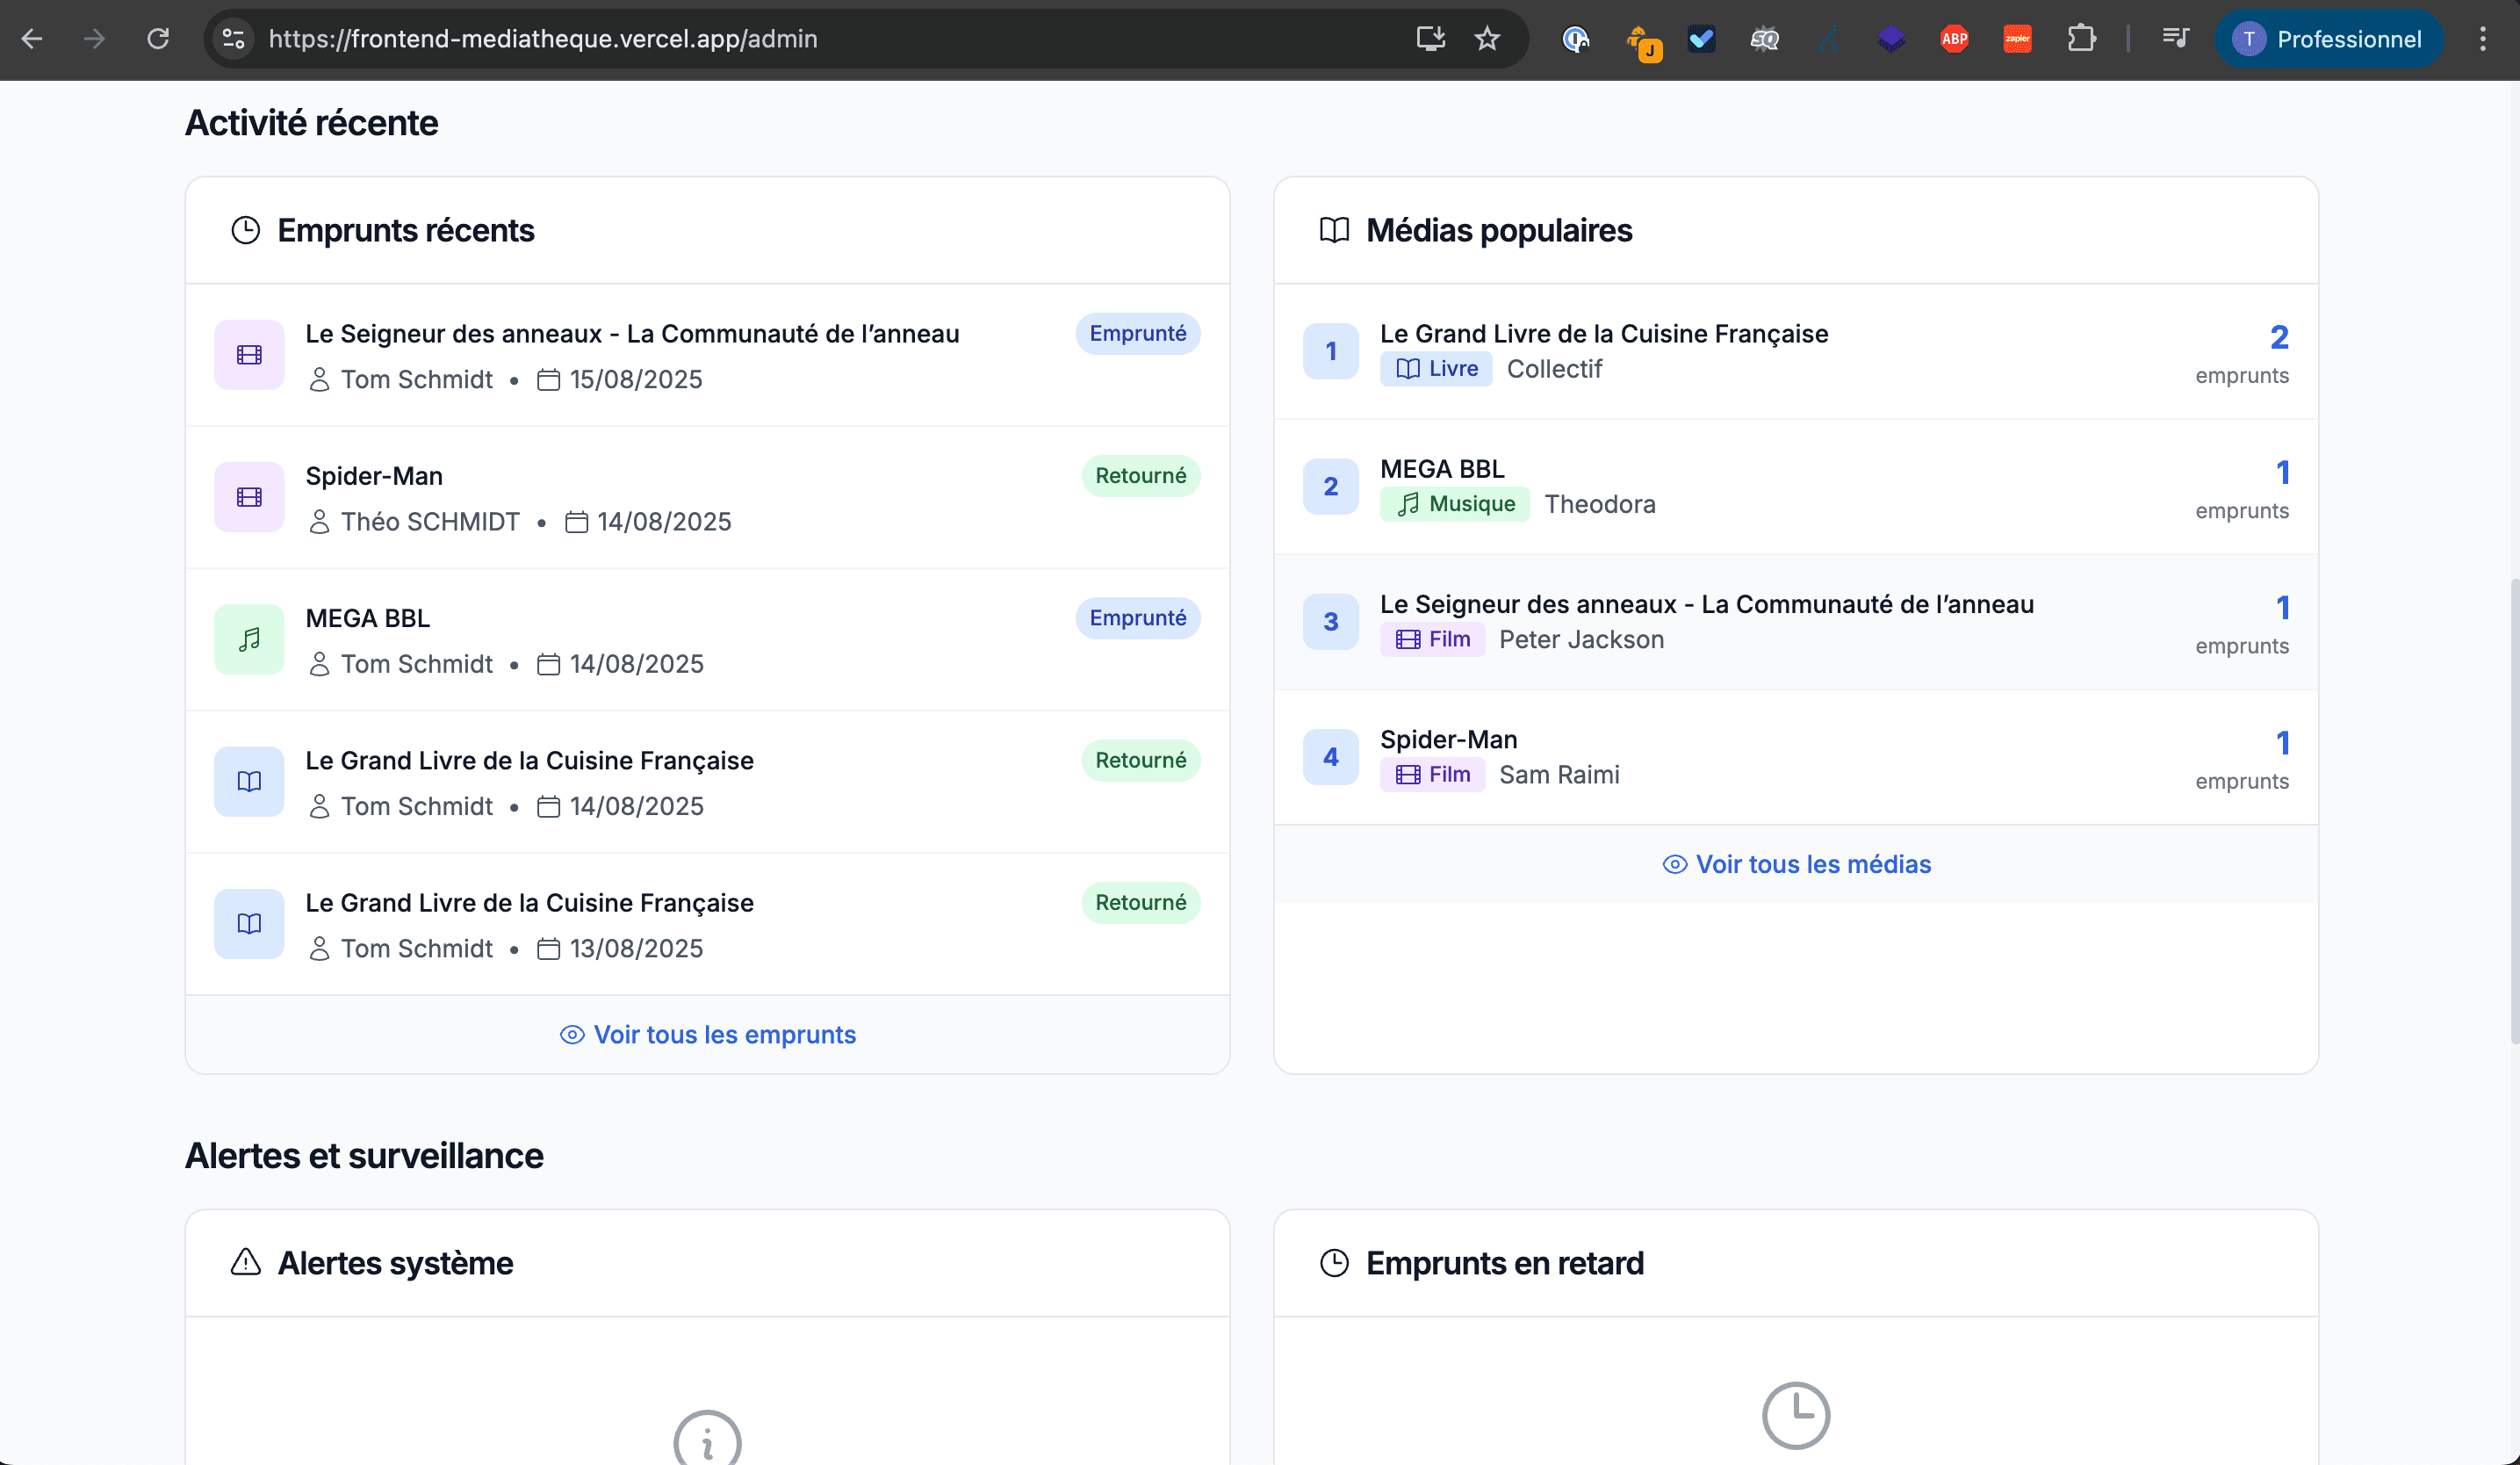 https://frontend-mediatheque.vercel.app/admin
J
SQ
ABP
zapier
T
Professionnel
Activité récente
Emprunts récents
Le Seigneur des anneaux - La Communauté de l’anneau
Emprunté
Tom Schmidt • 15/08/2025
Spider-Man
Retourné
Théo SCHMIDT • 14/08/2025
MEGA BBL
Emprunté
Tom Schmidt • 14/08/2025
Le Grand Livre de la Cuisine Française
Retourné
Tom Schmidt • 14/08/2025
Le Grand Livre de la Cuisine Française
Retourné
Tom Schmidt • 13/08/2025
Voir tous les emprunts
Médias populaires
1
Le Grand Livre de la Cuisine Française
Livre Collectif
2
emprunts
2
MEGA BBL
Musique Theodora
1
emprunts
3
Le Seigneur des anneaux - La Communauté de l’anneau
Film Peter Jackson
1
emprunts
4
Spider-Man
Film Sam Raimi
1
emprunts
Voir tous les médias
Alertes et surveillance
Alertes système
Emprunts en retard